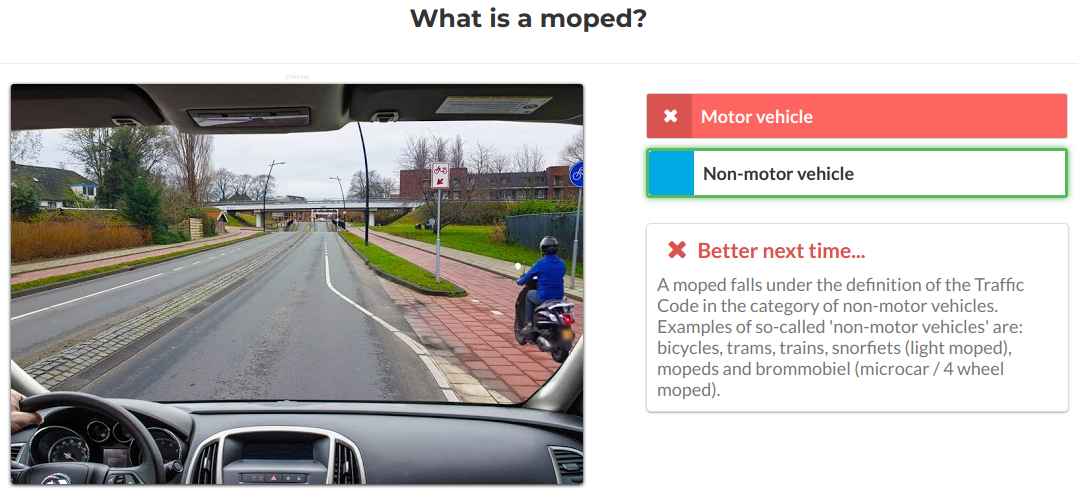 What is a moped?
Motor vehicle
Non-motor vehicle
Better next time...
A moped falls under the definition of the Traffic
Code in the category of non-motor vehicles.
Examples of so-called 'non-motor vehicles' are:
bicycles, trams, trains, snorfiets (light moped),
mopeds and brommobiel (microcar / 4 wheel
moped).